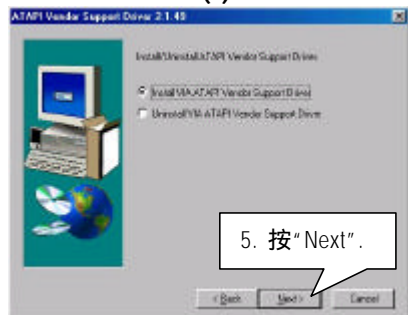 ATAPI Vendor Support Driver 2.1.49
Install/Uninstall ATAPI Vendor Support Driver.
Install VIA ATAPI Vendor Support Driver
Uninstall VIA ATAPI Vendor Support Driver
5. 按“Next”.
< Back Next > Cancel